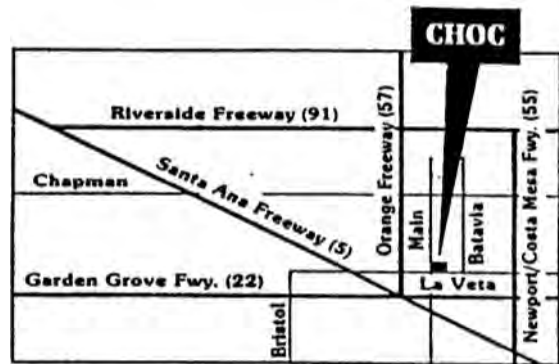 CHOC
Riverside Freeway (91)
Orange Freeway (57)
Newport/Costa Mesa Fwy. (55)
Santa Ana Freeway (5)
Chapman
Main
Batavia
Garden Grove Fwy. (22)
La Veta
Bristol